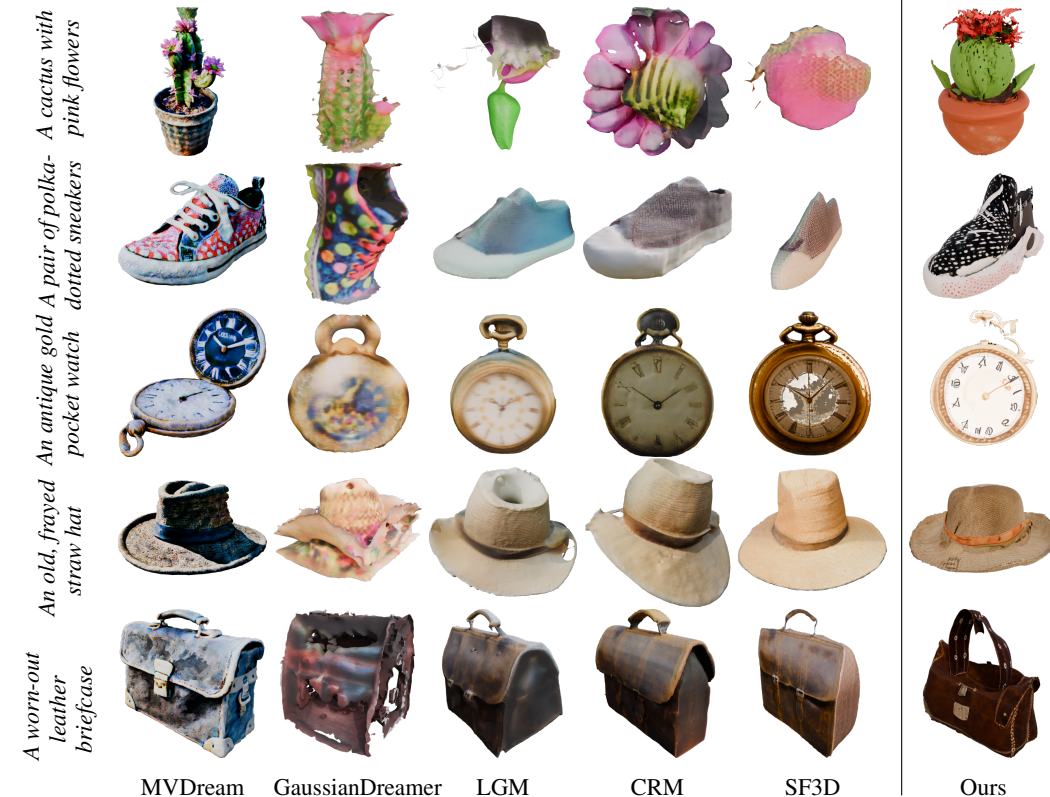 A cactus with
pink flowers
A pair of polka-
dotted sneakers
An antique gold
pocket watch
An old, frayed
straw hat
A worn-out
leather
briefcase
MVDream GaussianDreamer LGM CRM SF3D Ours